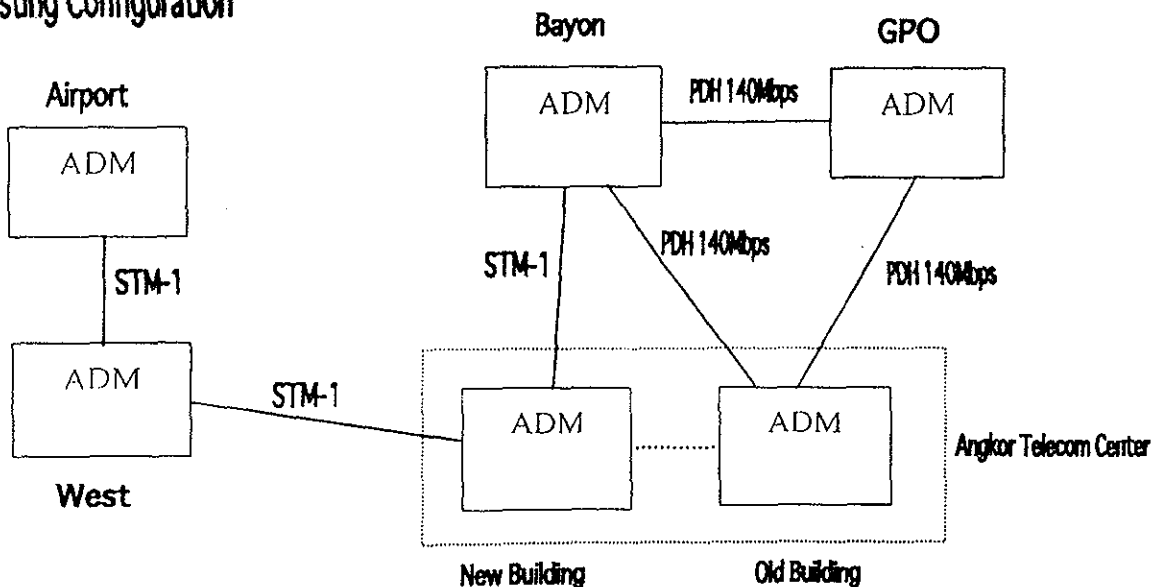 Configuration
Bayon
GPO
Airport
ADM
PDH 140Mbps
ADM
ADM
STM-1
STM-1
PDH 140Mbps
PDH 140Mbps
ADM
STM-1
ADM
ADM
Angkor Telecom Center
West
New Building
Old Building